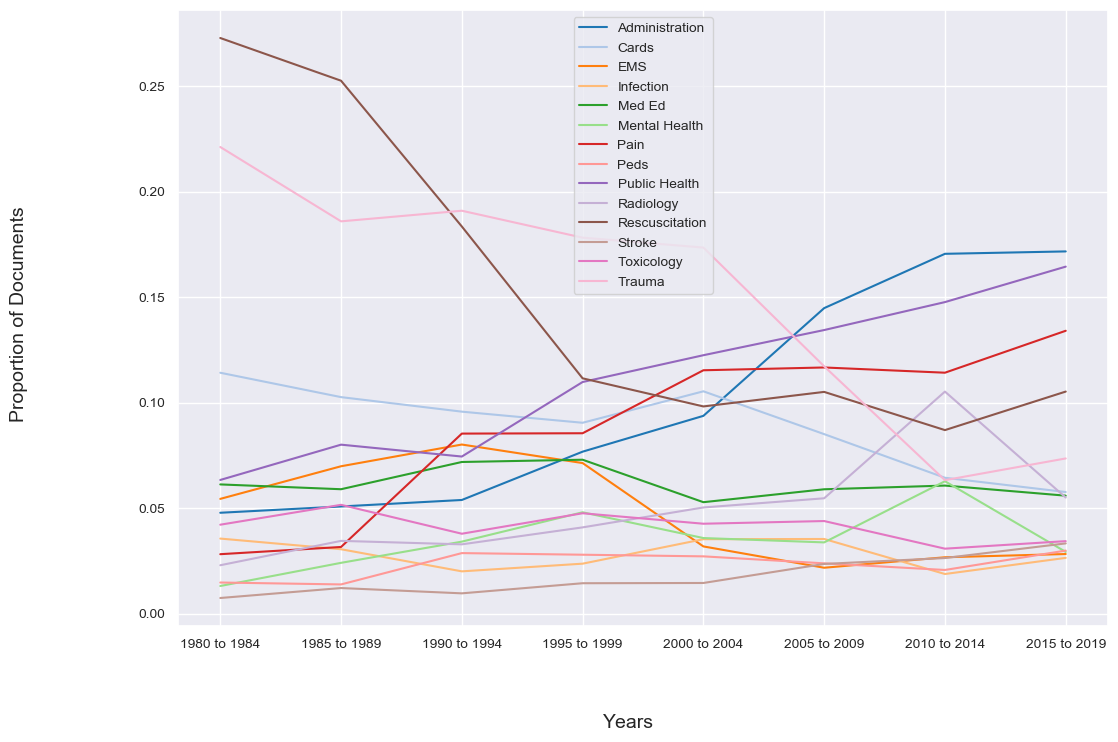 Proportion of Documents
0.25
0.20
0.15
0.10
0.05
0.00
Administration
Cards
EMS
Infection
Med Ed
Mental Health
Pain
Peds
Public Health
Radiology
Rescuscitation
Stroke
Toxicology
Trauma
1980 to 1984 1985 to 1989 1990 to 1994 1995 to 1999 2000 to 2004 2005 to 2009 2010 to 2014 2015 to 2019
Years